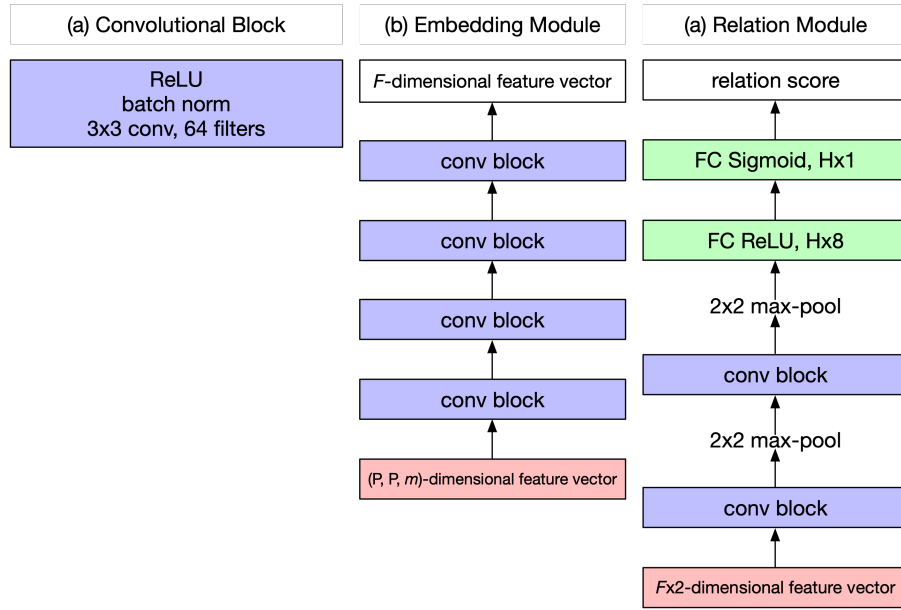 (a) Convolutional Block
ReLU
batch norm
3x3 conv, 64 filters
(b) Embedding Module
F-dimensional feature vector
conv block
conv block
conv block
conv block
(P, P, m)-dimensional feature vector
(a) Relation Module
relation score
FC Sigmoid, Hx1
FC ReLU, Hx8
2x2 max-pool
conv block
2x2 max-pool
conv block
Fx2-dimensional feature vector